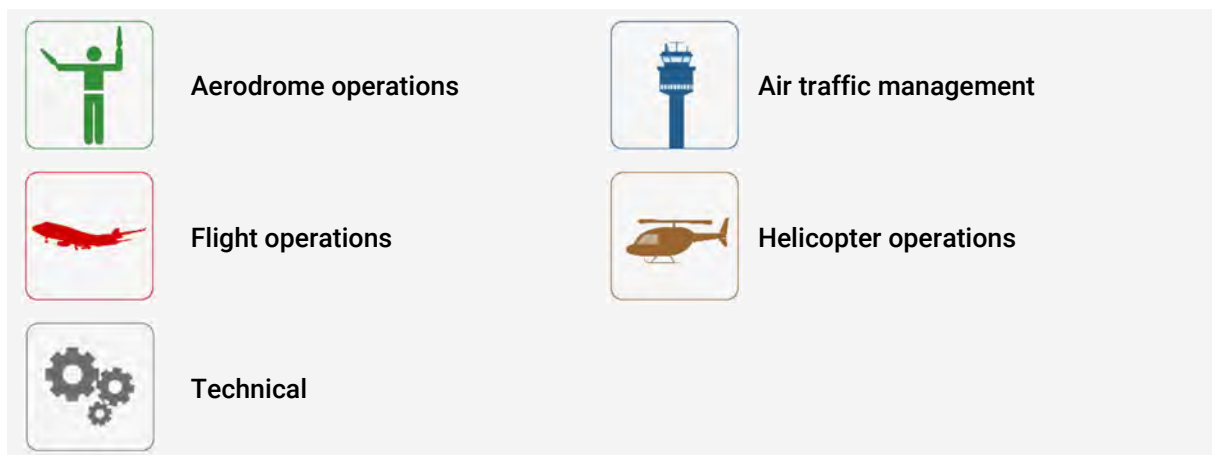 Aerodrome operations
Air traffic management
Flight operations
Helicopter operations
Technical